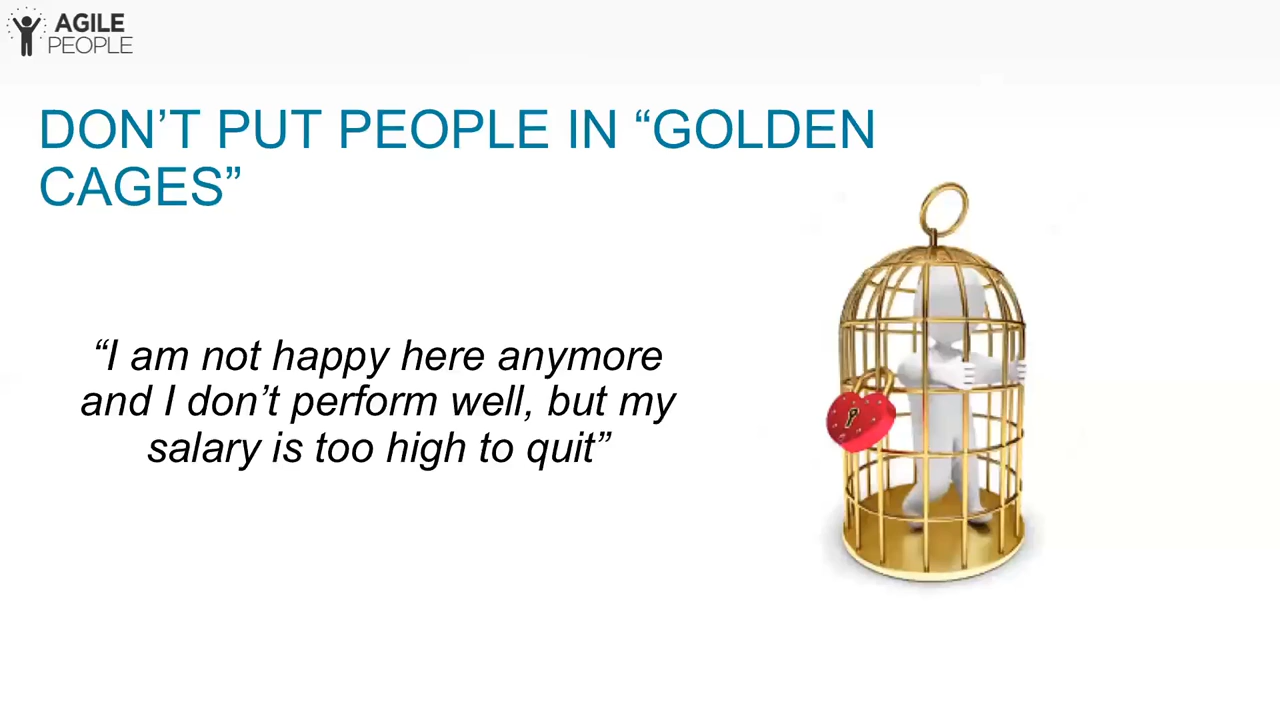 AGILE
PEOPLE
DON’T PUT PEOPLE IN “GOLDEN
CAGES”
“I am not happy here anymore
and I don’t perform well, but my
salary is too high to quit”